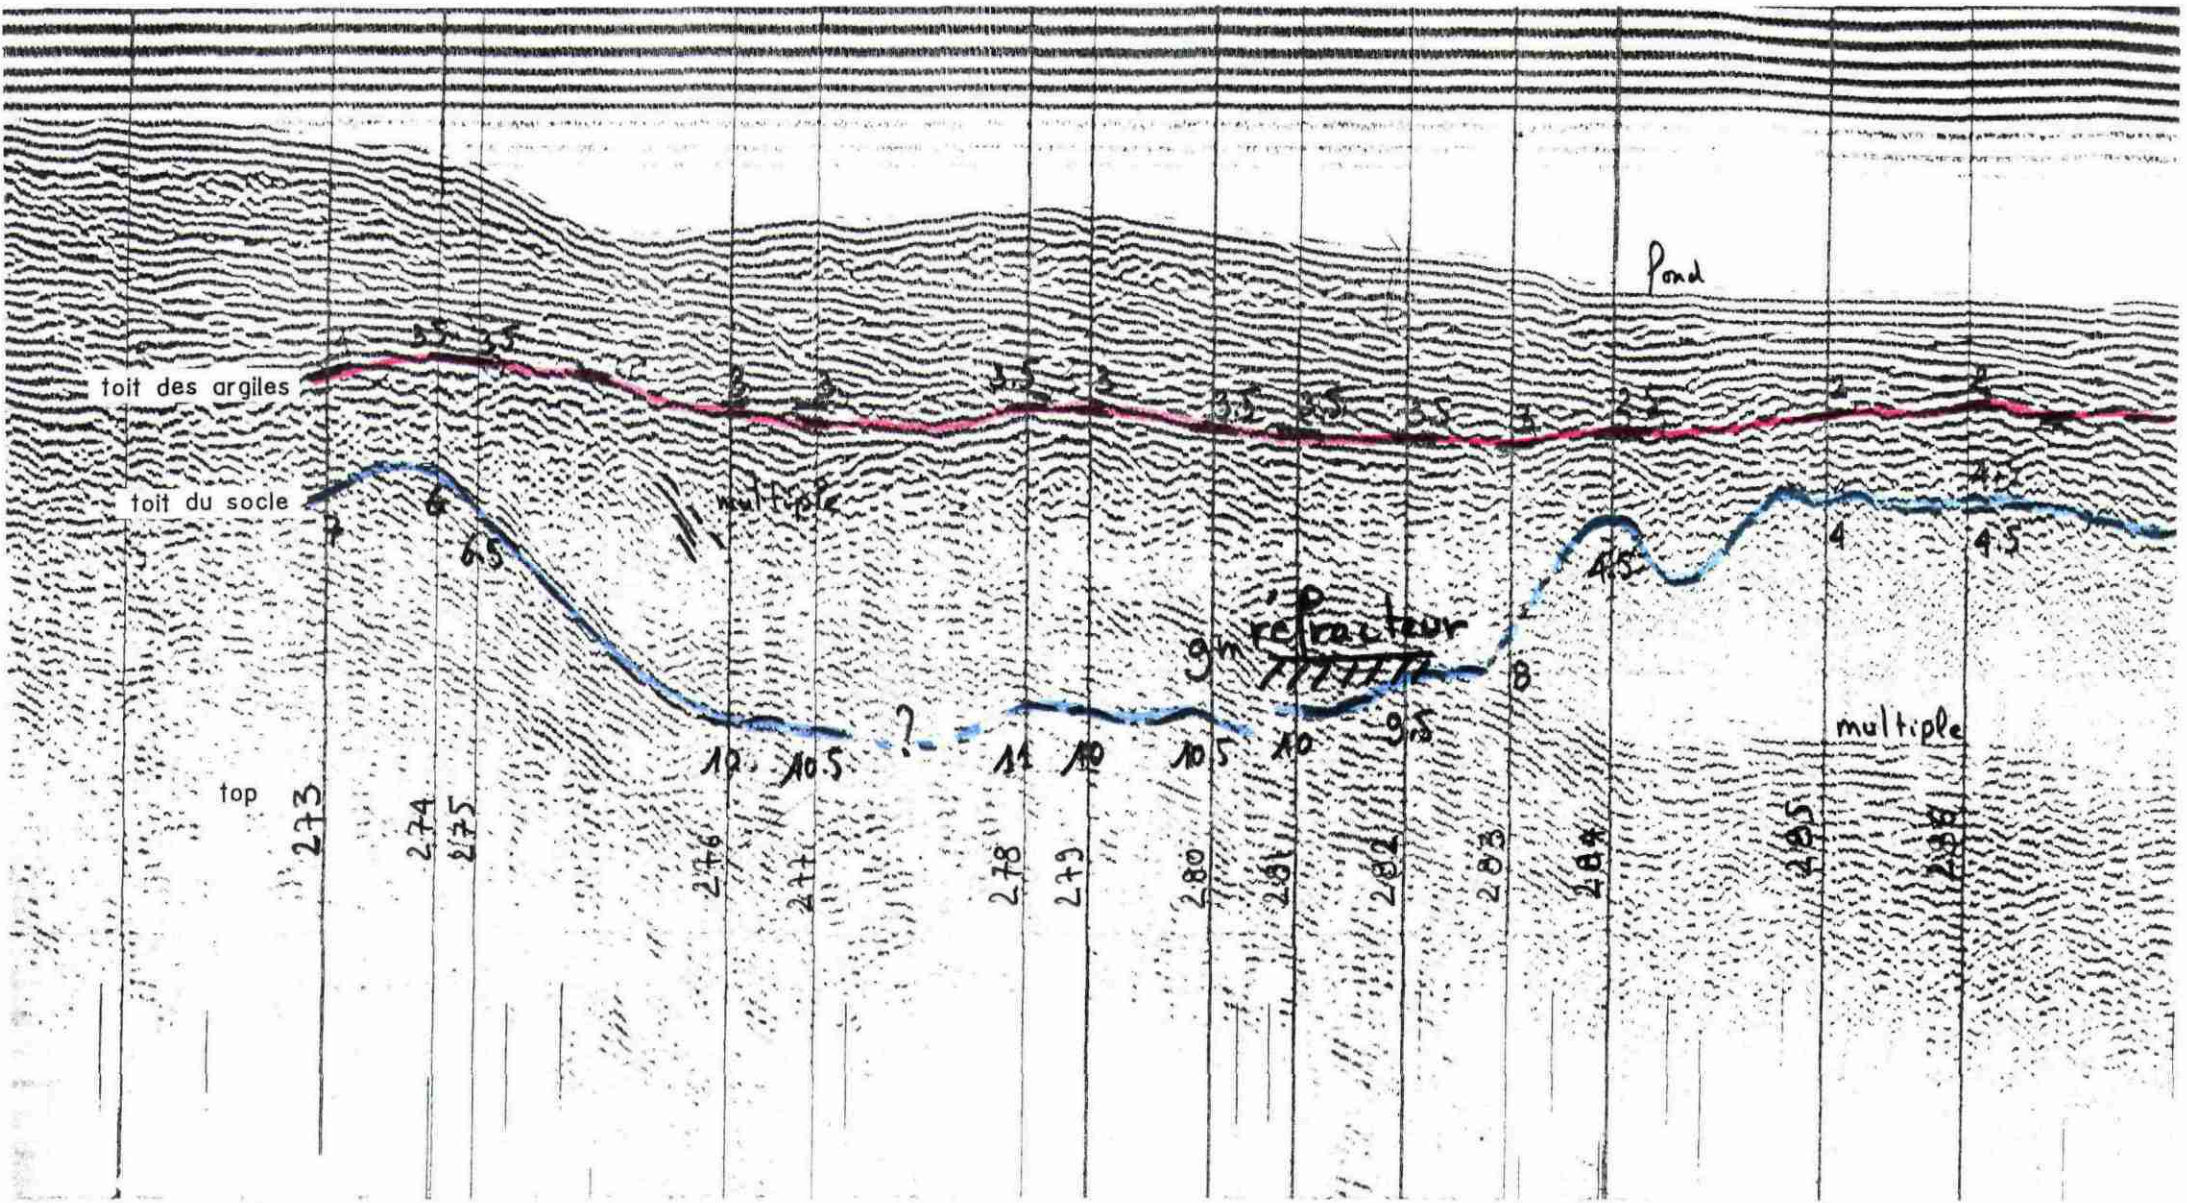 fond
3.5 3.5
3 3 3.5 3 3.5 3.5 3.5 3 2.5 2 2
toit des argiles
toit du socle
multiple
7 6 6.5
4.5
4.5 4 4.5
réfracteur
9m
8
multiple
?
9.5
10.5 11 10 10.5 10
top
273 274 275 276 277 278 279 280 281 282 283 284 285